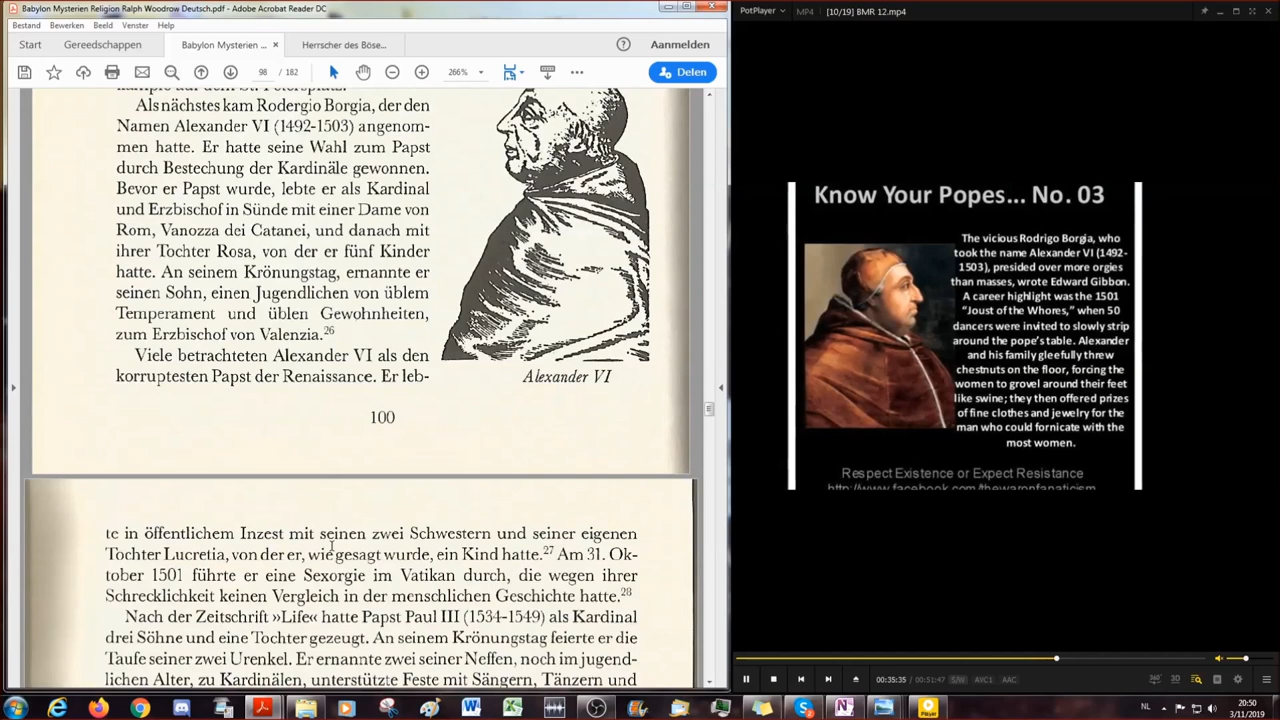 Babylon Mysterien Religion Ralph Woodrow Deutsch.pdf - Adobe Acrobat Reader DC
Bestand Bewerken Beeld Venster Help
Start Gereedschappen Babylon Mysterien ... × Herrscher des Böse... Aanmelden
98 / 182 266% Delen
Als nächstes kam Rodergio Borgia, der den
Namen Alexander VI (1492-1503) angenom-
men hatte. Er hatte seine Wahl zum Papst
durch Bestechung der Kardinäle gewonnen.
Bevor er Papst wurde, lebte er als Kardinal
und Erzbischof in Sünde mit einer Dame von
Rom, Vanozza dei Catanei, und danach mit
ihrer Tochter Rosa, von der er fünf Kinder
hatte. An seinem Krönungstag, ernannte er
seinen Sohn, einen Jugendlichen von üblem
Temperament und üblen Gewohnheiten,
zum Erzbischof von Valenzia.26
Viele betrachteten Alexander VI als den
korruptesten Papst der Renaissance. Er leb-
Alexander VI
100
te in öffentlichem Inzest mit seinen zwei Schwestern und seiner eigenen
Tochter Lucretia, von der er, wie gesagt wurde, ein Kind hatte.27 Am 31. Ok-
tober 1501 führte er eine Sexorgie im Vatikan durch, die wegen ihrer
Schrecklichkeit keinen Vergleich in der menschlichen Geschichte hatte.28
Nach der Zeitschrift »Life« hatte Papst Paul III (1534-1549) als Kardinal
drei Söhne und eine Tochter gezeugt. An seinem Krönungstag feierte er die
Taufe seiner zwei Urenkel. Er ernannte zwei seiner Neffen, noch im jugend-
lichen Alter, zu Kardinälen, unterstützte Feste mit Sängern, Tänzern und
PotPlayer MP4 [10/19] BMR 12.mp4
Know Your Popes... No. 03
The vicious Rodrigo Borgia, who
took the name Alexander VI (1492-
1503), presided over more orgies
than masses, wrote Edward Gibbon.
A career highlight was the 1501
“Joust of the Whores,” when 50
dancers were invited to slowly strip
around the pope's table. Alexander
and his family gleefully threw
chestnuts on the floor, forcing the
women to grovel around their feet
like swine; they then offered prizes
of fine clothes and jewelry for the
man who could fornicate with the
most women.
Respect Existence or Expect Resistance
http://www.facebook.com/thewaronfanaticism
00:35:35 00:51:47 S/W AVC1 AAC
NL 20:50
3/11/2019